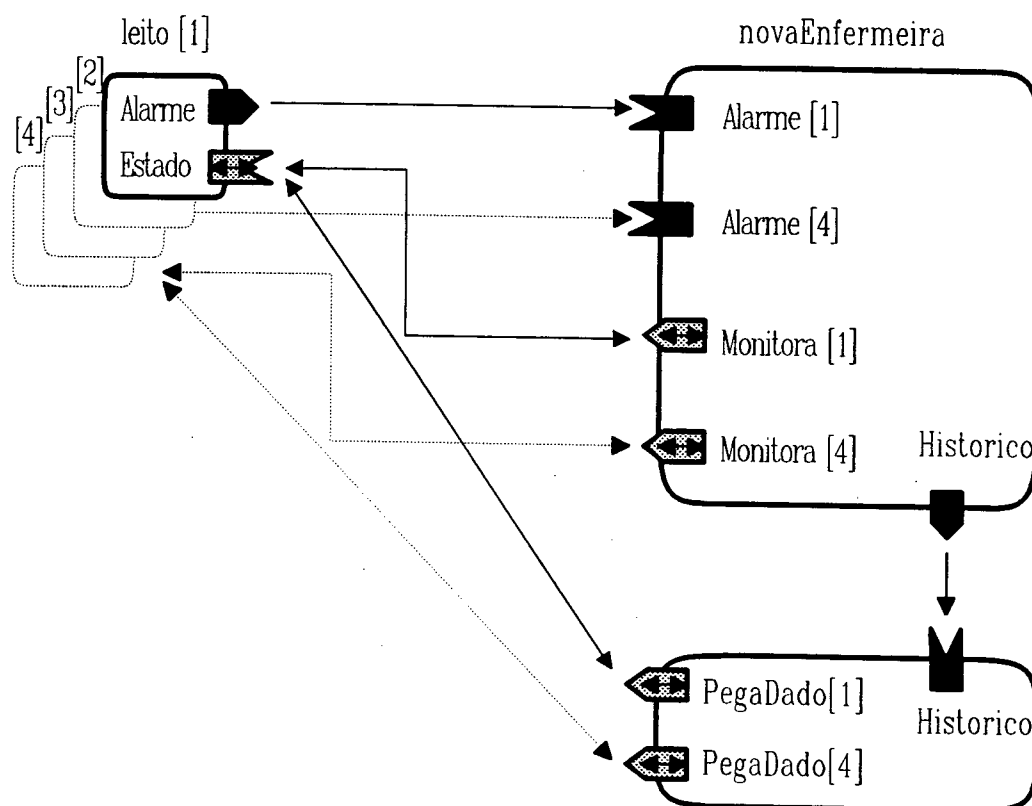 leito [1]
novaEnfermeira
[2]
[3]
[4]
Alarme
Estado
Alarme [1]
Alarme [4]
Monitora [1]
Monitora [4]
Historico
PegaDado[1]
Historico
PegaDado[4]